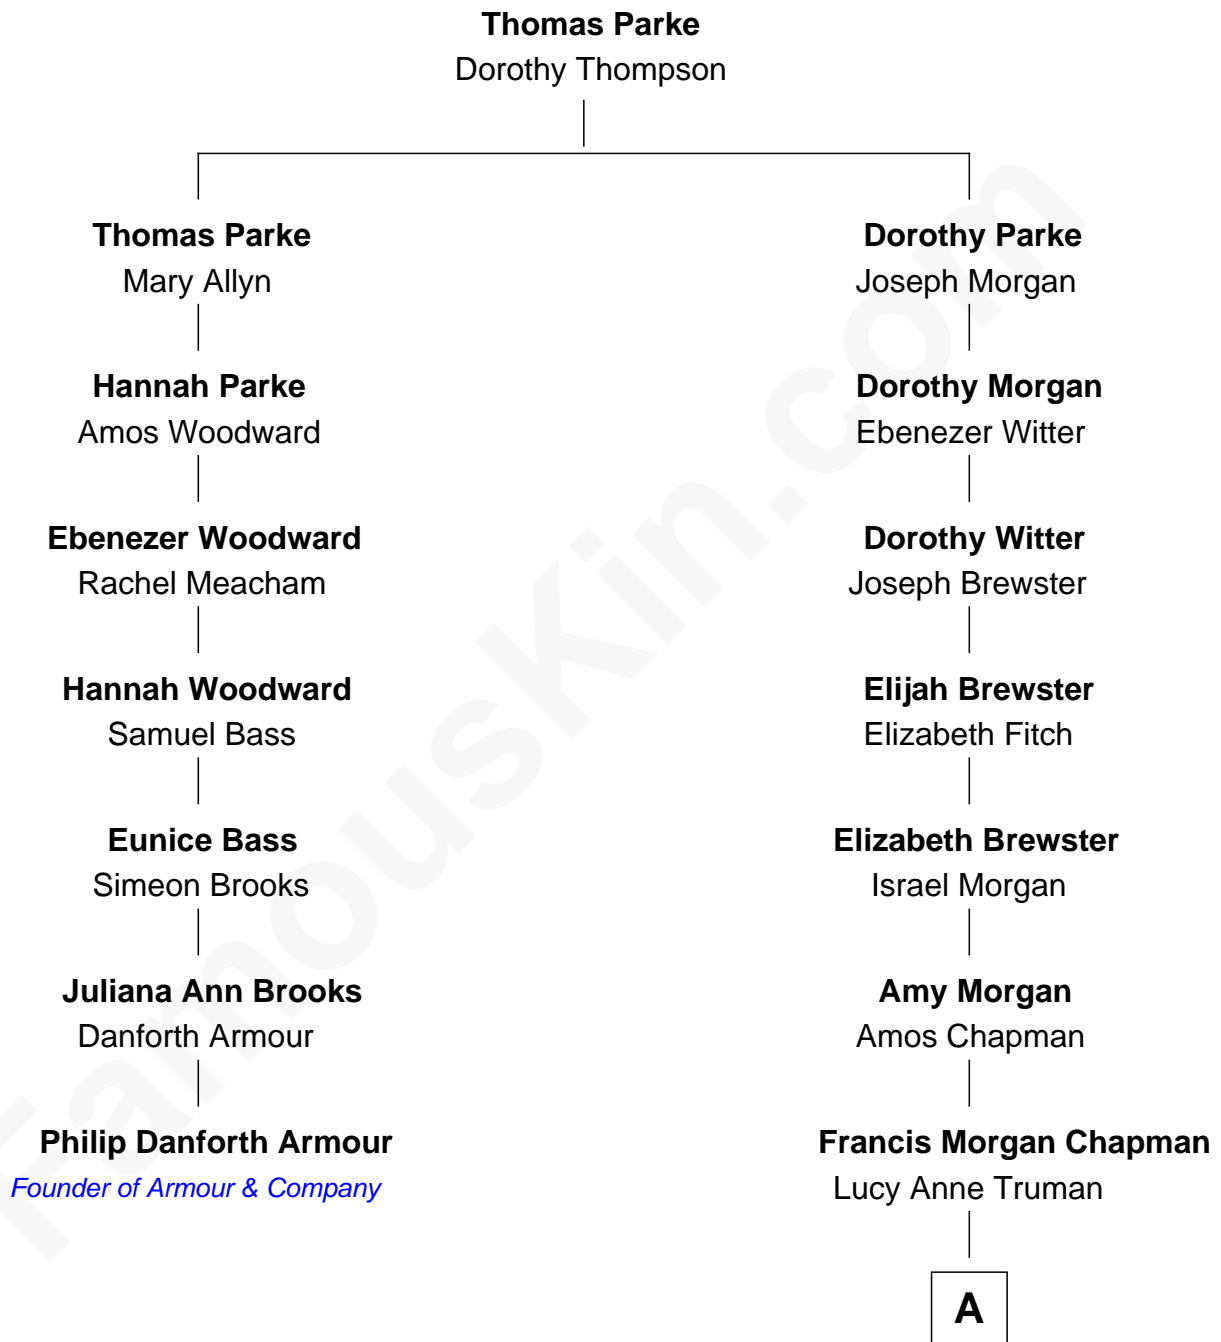 Thomas Parke
Dorothy Thompson
Thomas Parke
Mary Allyn
Hannah Parke
Amos Woodward
Ebenezer Woodward
Rachel Meacham
Hannah Woodward
Samuel Bass
Eunice Bass
Simeon Brooks
Juliana Ann Brooks
Danforth Armour
Philip Danforth Armour
Founder of Armour & Company
Dorothy Parke
Joseph Morgan
Dorothy Morgan
Ebenezer Witter
Dorothy Witter
Joseph Brewster
Elijah Brewster
Elizabeth Fitch
Elizabeth Brewster
Israel Morgan
Amy Morgan
Amos Chapman
Francis Morgan Chapman
Lucy Anne Truman
A
FamousKin.com